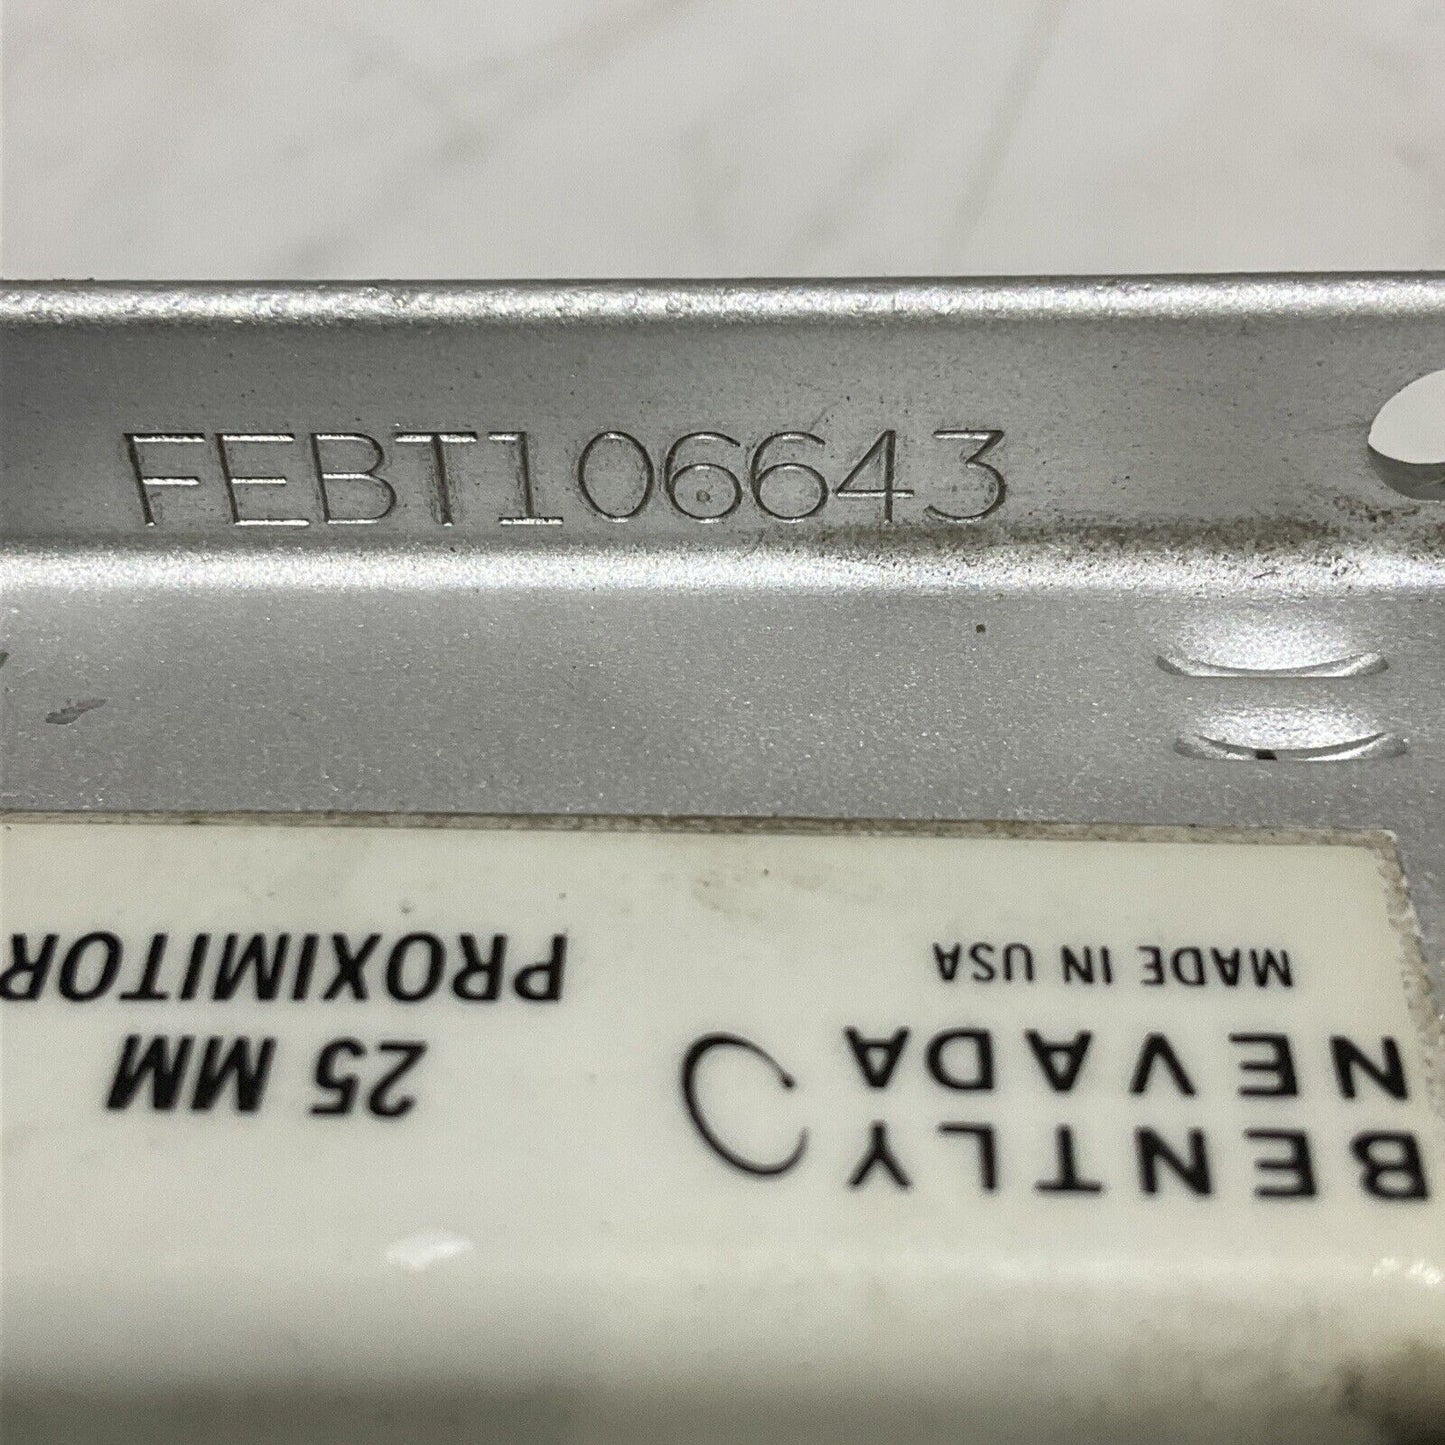 FEBT106643
BENTLY
NEVADA
MADE IN USA
25 MM
PROXIMITOR